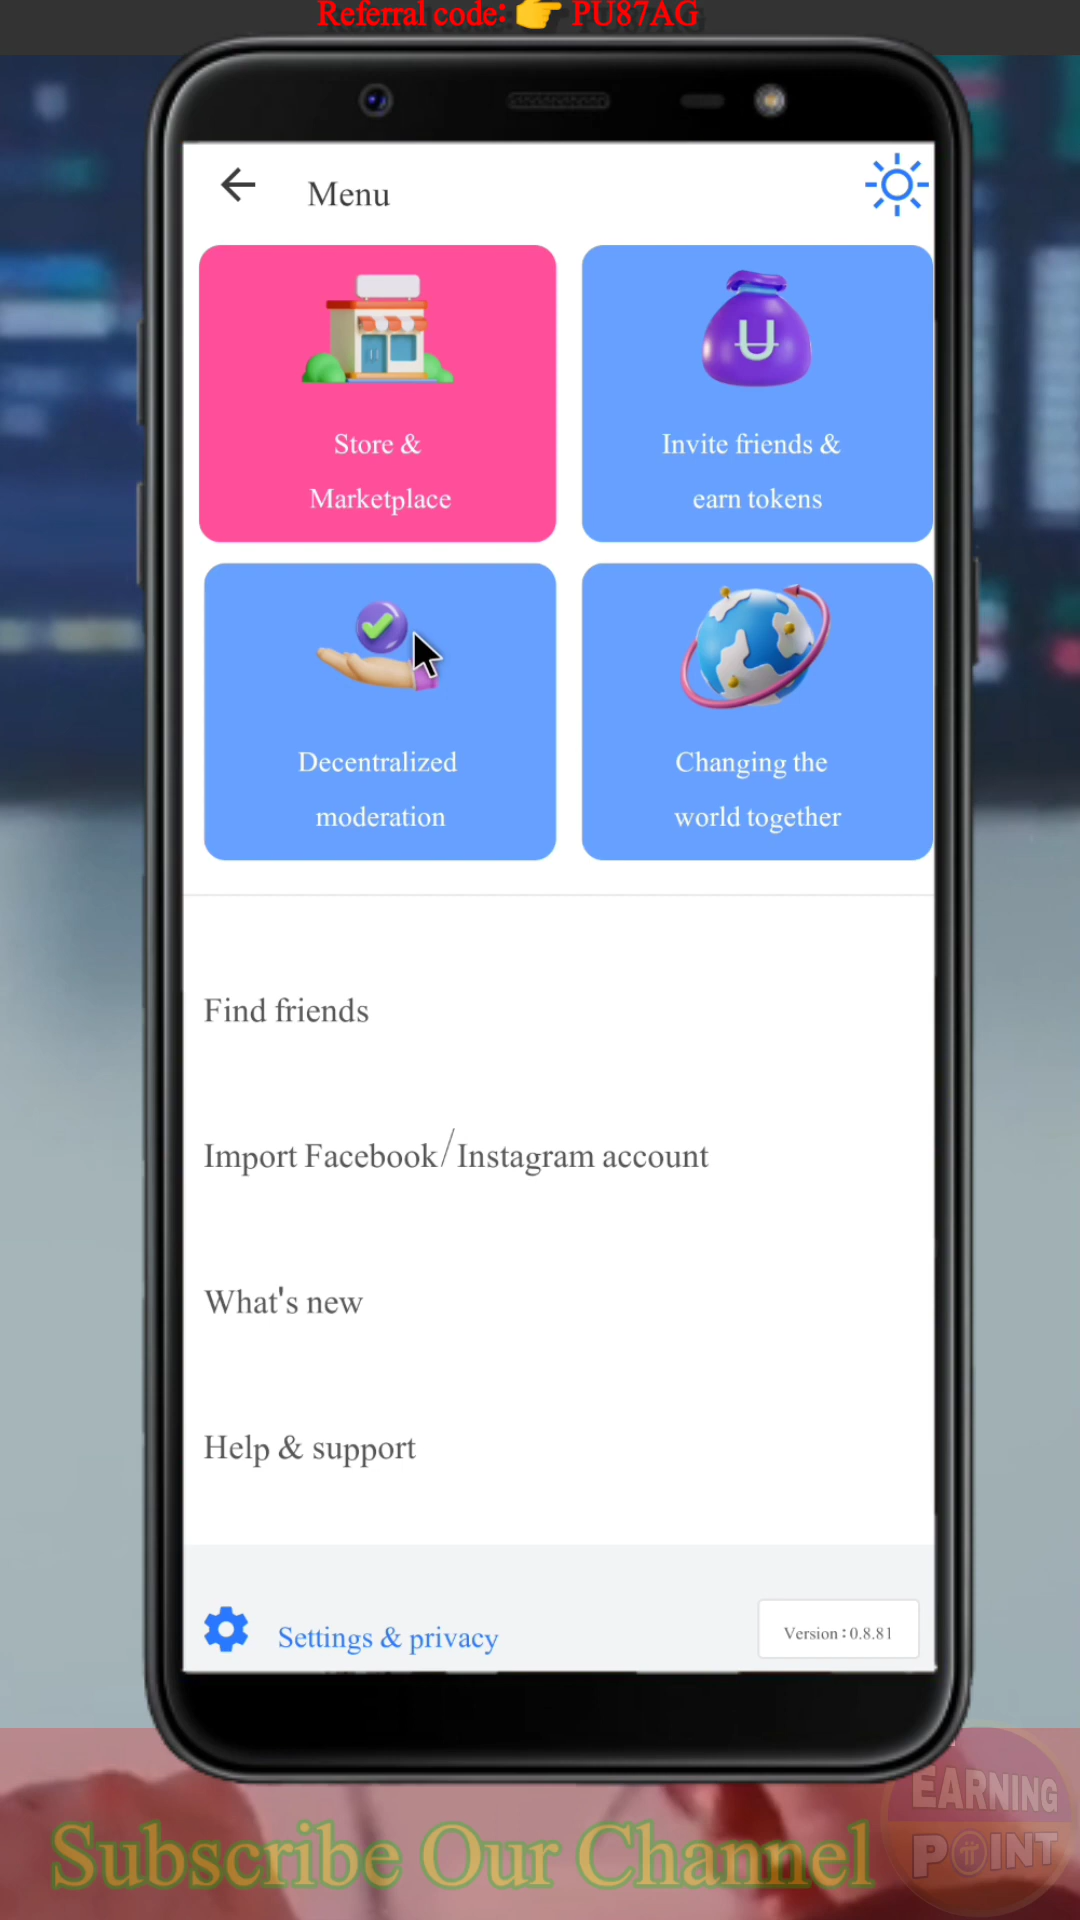 Referral code: 👉 PU87AG
Menu
Store &
Marketplace
Invite friends &
earn tokens
Decentralized
moderation
Changing the
world together
Find friends
Import Facebook/Instagram account
What's new
Help & support
Settings & privacy
Version : 0.8.81
EARNING
POINT
Subscribe Our Channel